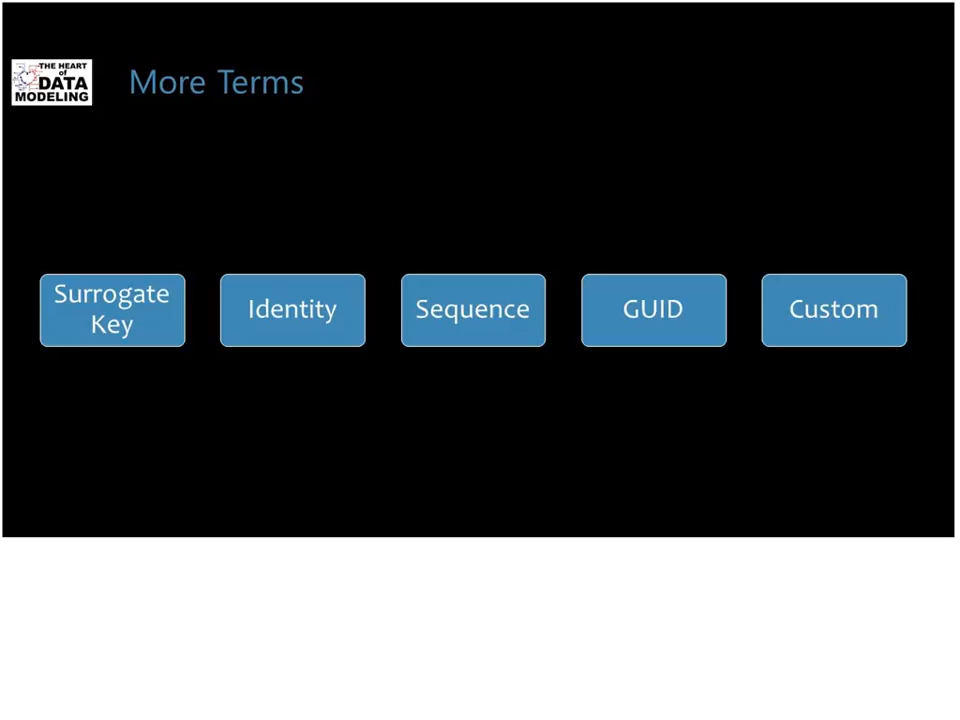 THE HEART
of
DATA
MODELING
More Terms
Surrogate
Key
Identity
Sequence
GUID
Custom